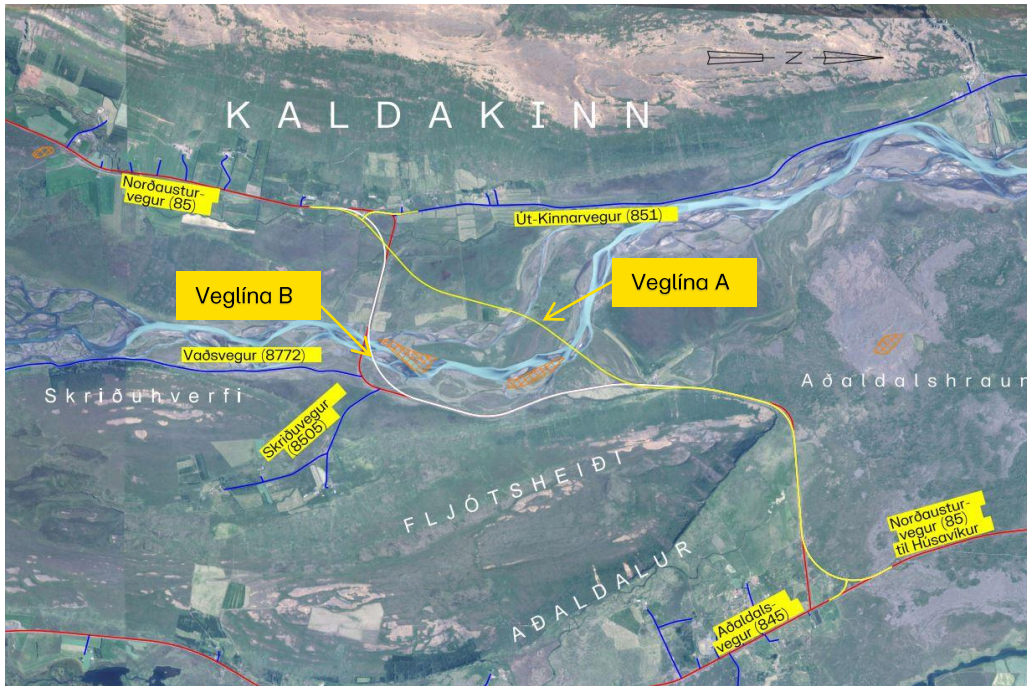 N
KALDAKINN
Norðaustur-
vegur (85)
Út-Kinnarvegur (851)
Veglína B
Veglína A
Vaðsvegur (8772)
Skriðuhverfi
Aðaldalshraun
Skriðuvegur
(8505)
FLJÓTSHEIÐI
AÐALDALUR
Norðaustur-
vegur (85)
til Húsavíkur
Aðaldals-
vegur (845)